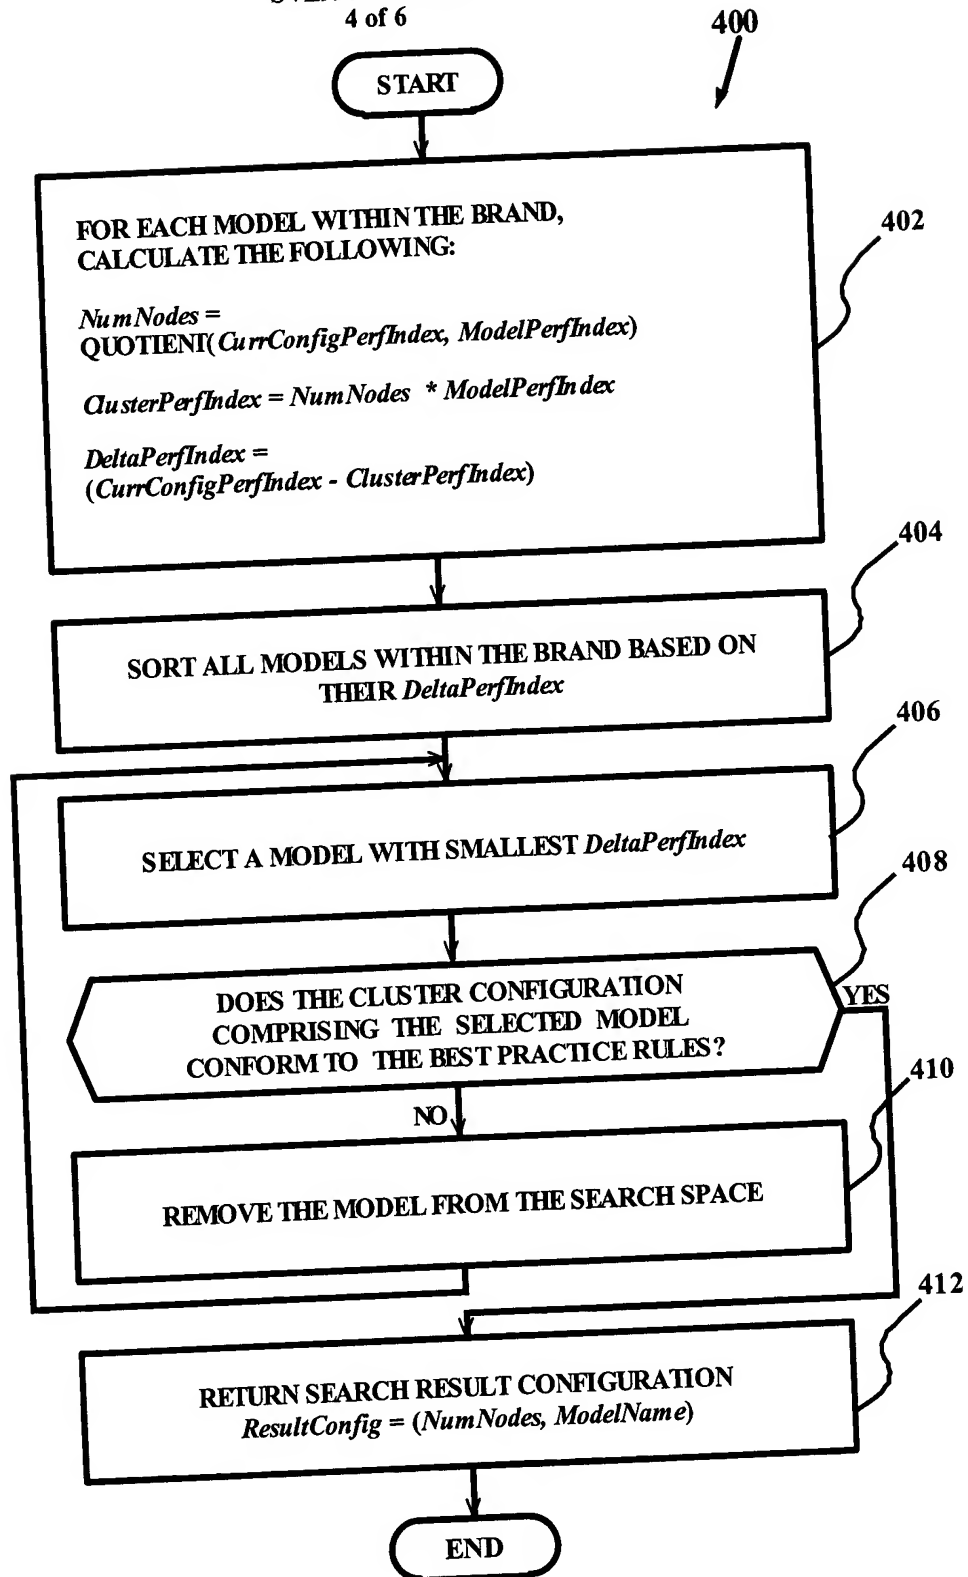 4 of 6
400
START
FOR EACH MODEL WITHIN THE BRAND,
CALCULATE THE FOLLOWING:
402
NumNodes =
QUOTIENT(CurrConfigPerfIndex, ModelPerfIndex)
ClusterPerfIndex = NumNodes * ModelPerfIndex
DeltaPerfIndex =
(CurrConfigPerfIndex - ClusterPerfIndex)
404
SORT ALL MODELS WITHIN THE BRAND BASED ON
THEIR DeltaPerfIndex
406
SELECT A MODEL WITH SMALLEST DeltaPerfIndex
408
DOES THE CLUSTER CONFIGURATION
COMPRISING THE SELECTED MODEL
CONFORM TO THE BEST PRACTICE RULES?
YES
NO
410
REMOVE THE MODEL FROM THE SEARCH SPACE
412
RETURN SEARCH RESULT CONFIGURATION
ResultConfig = (NumNodes, ModelName)
END